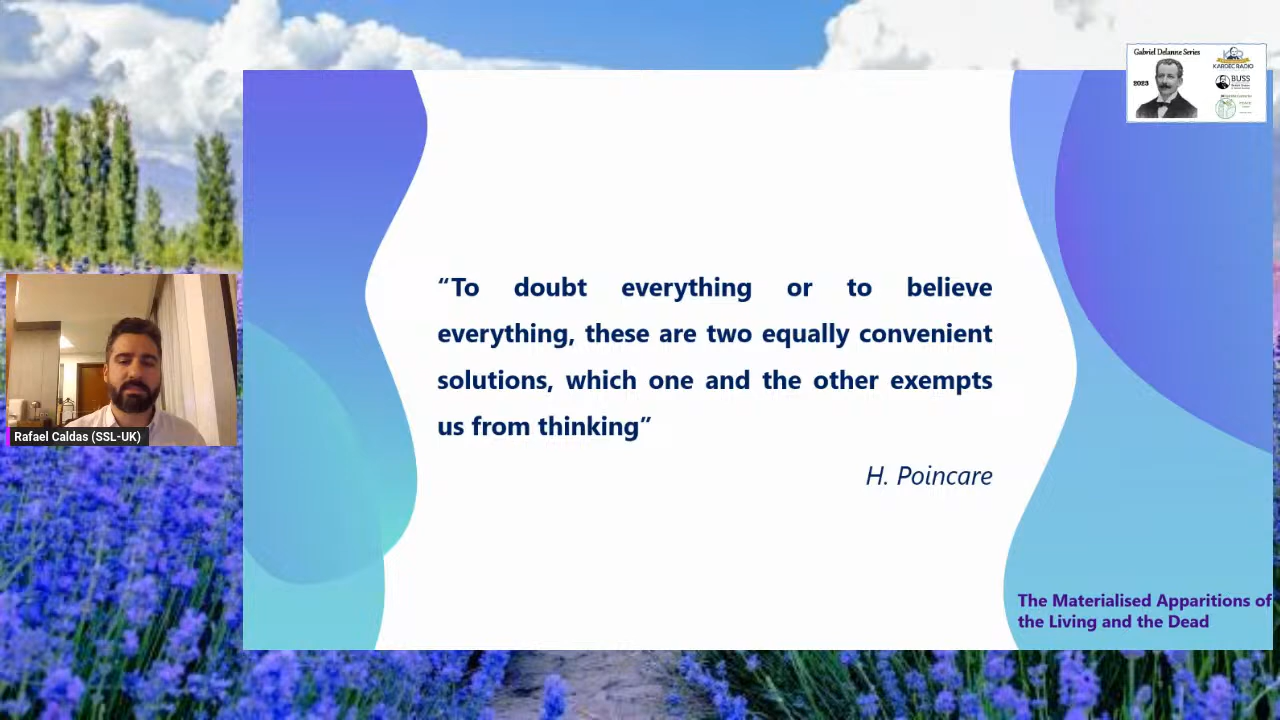 Gabriel Delanne Series
2023
KARDEC RADIO
BUSS
“To doubt everything or to believe
everything, these are two equally convenient
solutions, which one and the other exempts
us from thinking”
H. Poincare
Rafael Caldas (SSL-UK)
The Materialised Apparitions of
the Living and the Dead